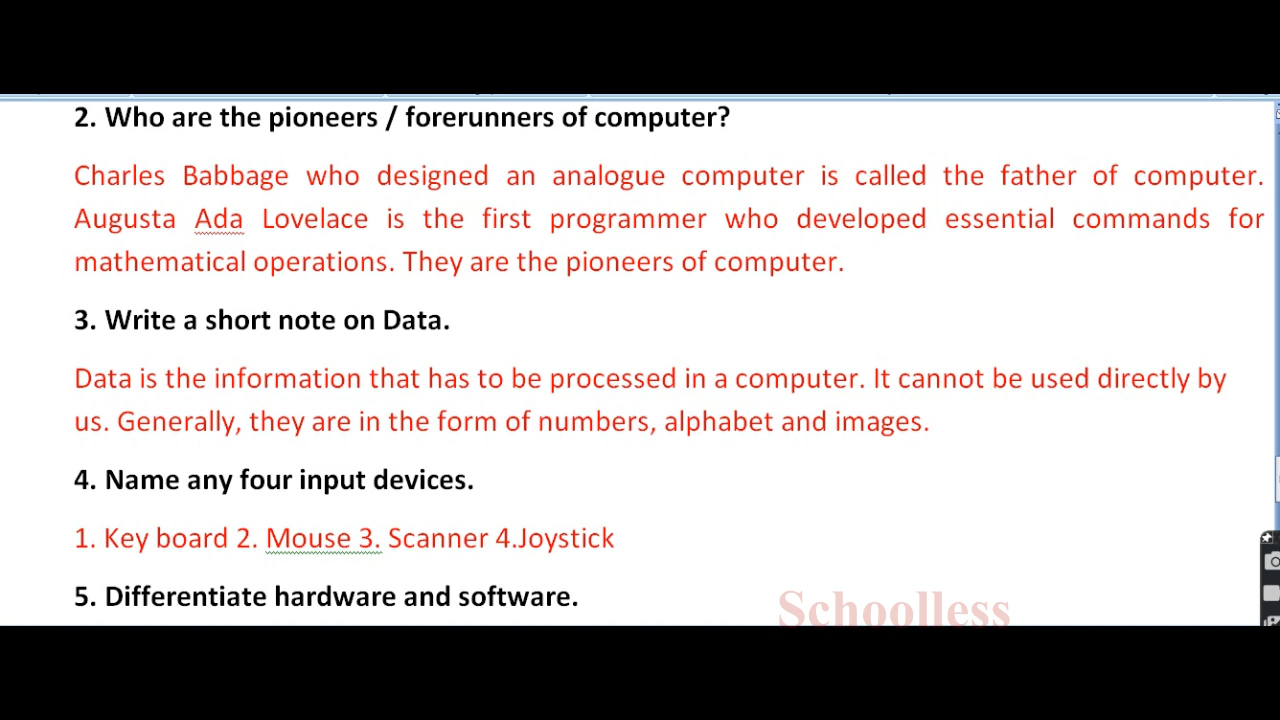 2. Who are the pioneers / forerunners of computer?
Charles Babbage who designed an analogue computer is called the father of computer.
Augusta Ada Lovelace is the first programmer who developed essential commands for
mathematical operations. They are the pioneers of computer.
3. Write a short note on Data.
Data is the information that has to be processed in a computer. It cannot be used directly by
us. Generally, they are in the form of numbers, alphabet and images.
4. Name any four input devices.
1. Key board 2. Mouse 3. Scanner 4.Joystick
5. Differentiate hardware and software.
Schoolless